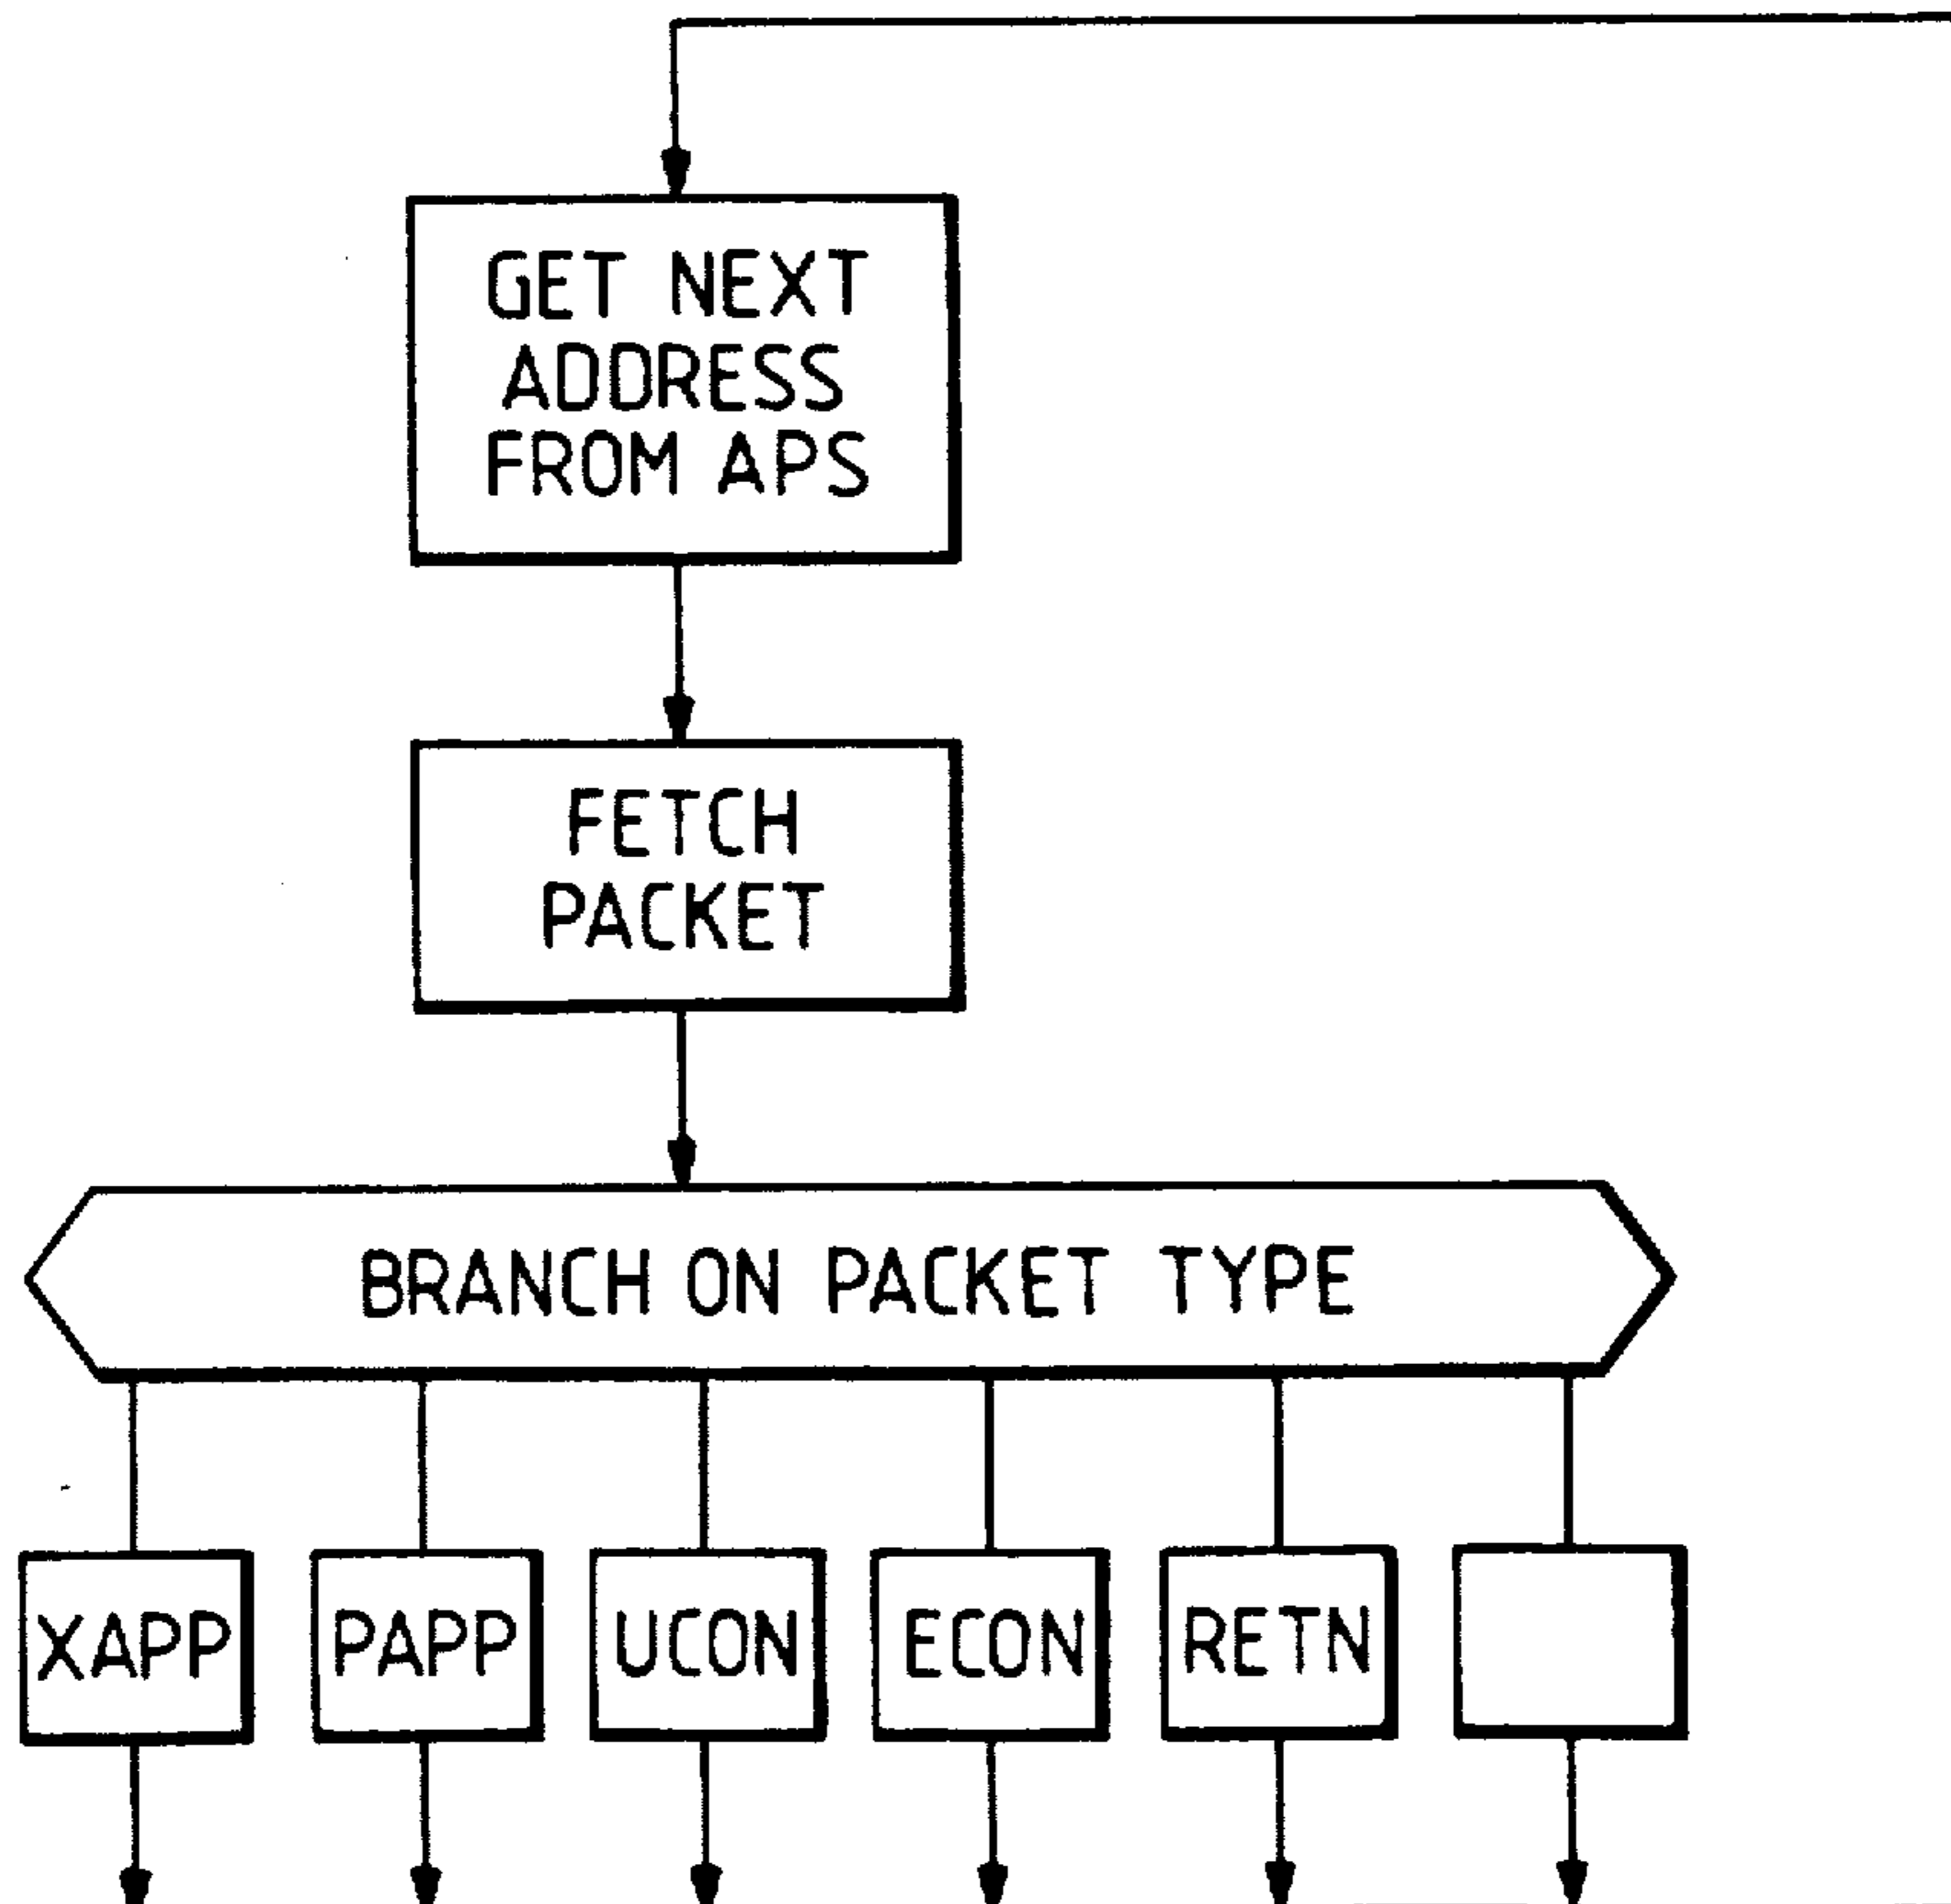 GET NEXT
ADDRESS
FROM APS
FETCH
PACKET
BRANCH ON PACKET TYPE
XAPP
PAPP
UCON
ECON
RETN